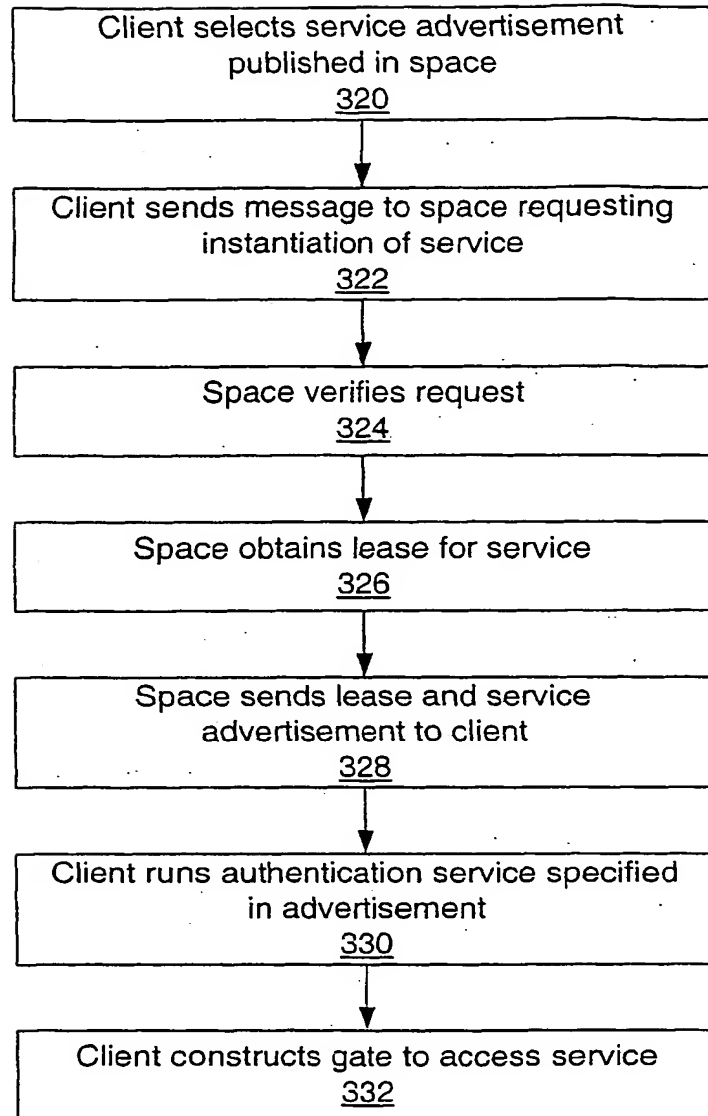 Client selects service advertisement
published in space
320
Client sends message to space requesting
instantiation of service
322
Space verifies request
324
Space obtains lease for service
326
Space sends lease and service
advertisement to client
328
Client runs authentication service specified
in advertisement
330
Client constructs gate to access service
332